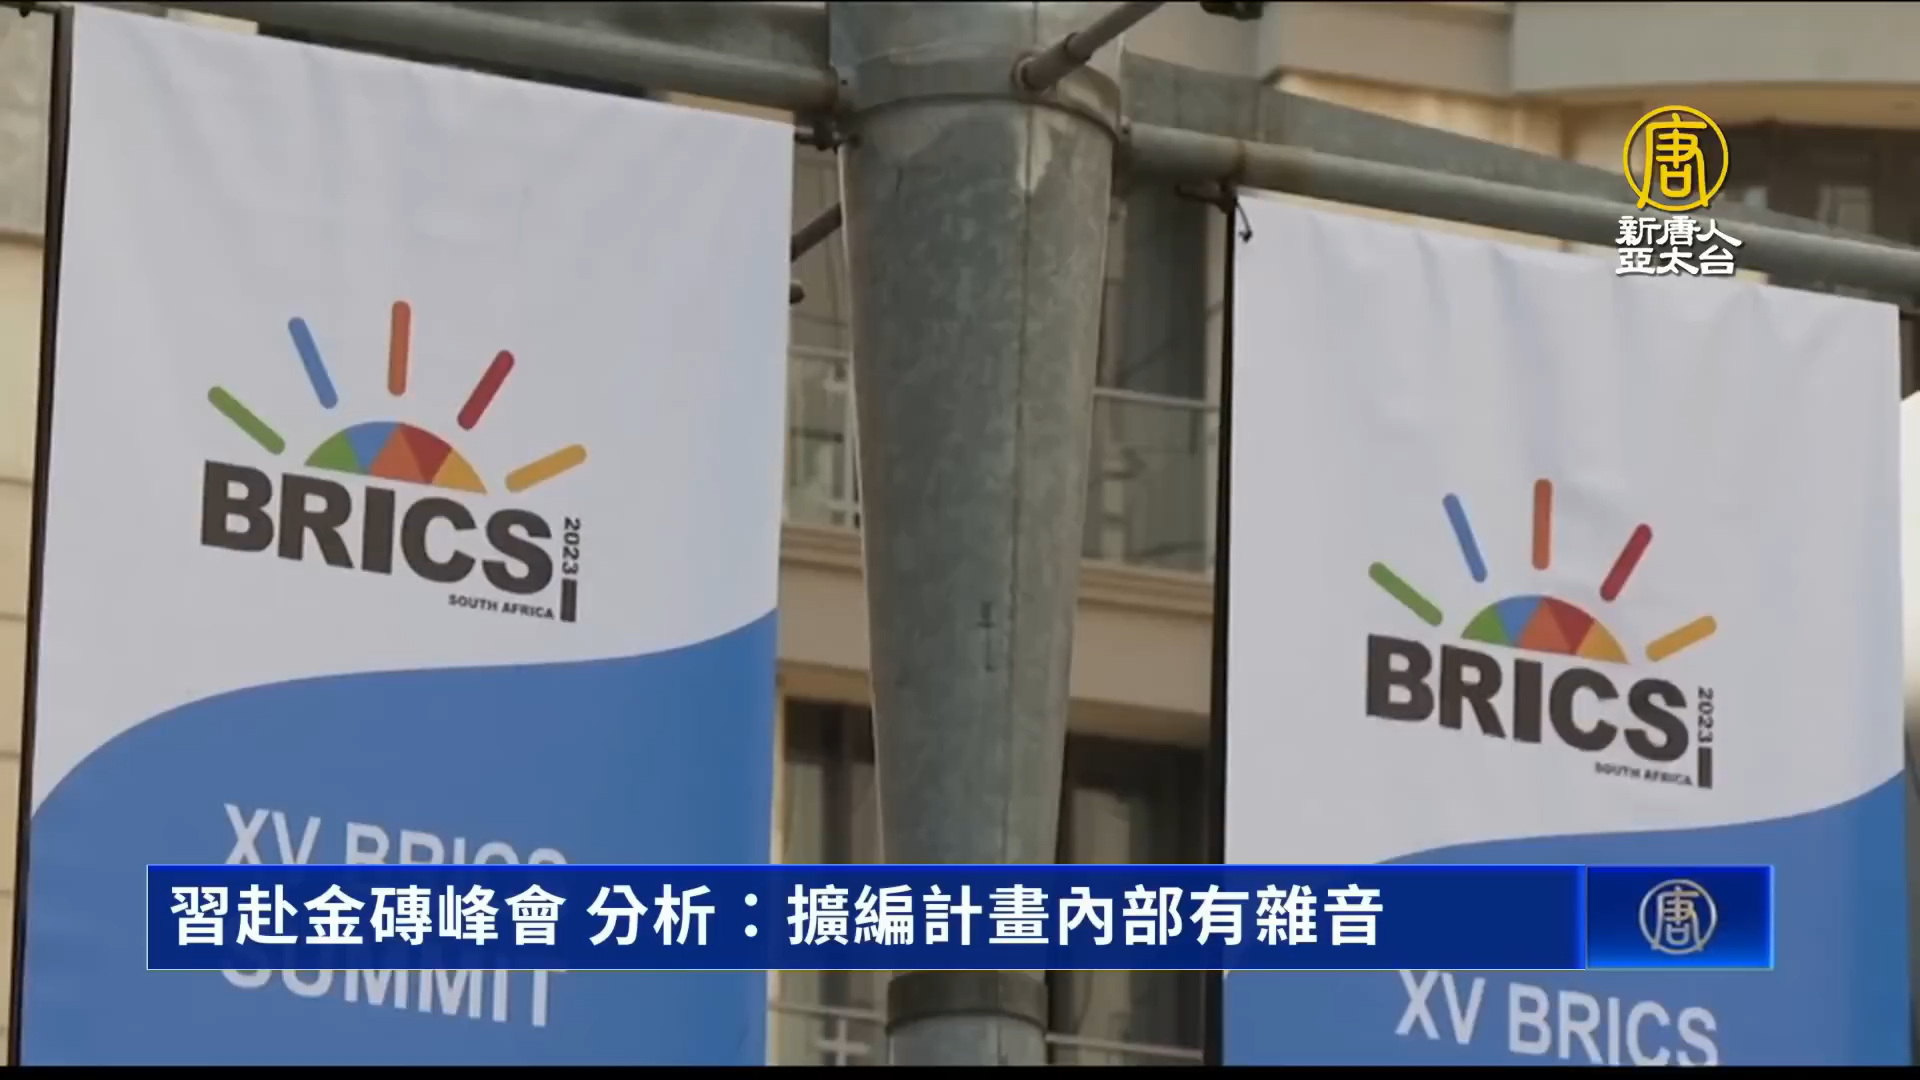 唐
新唐人
亞太台
BRICS
2023
SOUTH AFRICA
XV BRICS
SUMMIT
BRICS
2023
SOUTH AFRICA
XV BRICS
習赴金磚峰會 分析：擴編計畫內部有雜音
唐